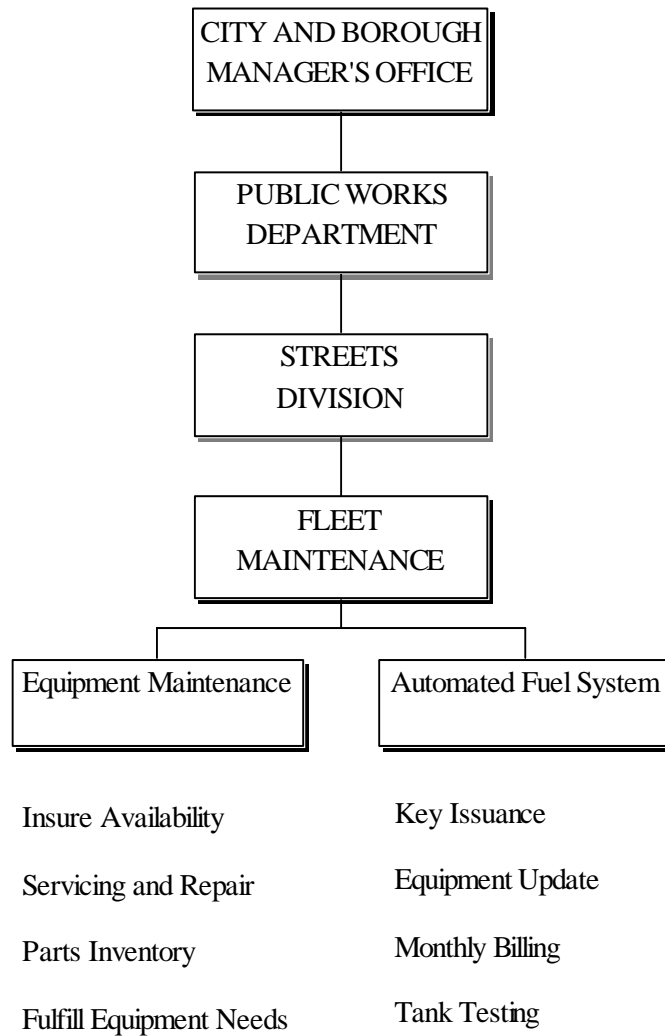 CITY AND BOROUGH
MANAGER'S OFFICE
PUBLIC WORKS
DEPARTMENT
STREETS
DIVISION
FLEET
MAINTENANCE
Equipment Maintenance
Automated Fuel System
Insure Availability
Servicing and Repair
Parts Inventory
Fulfill Equipment Needs
Key Issuance
Equipment Update
Monthly Billing
Tank Testing